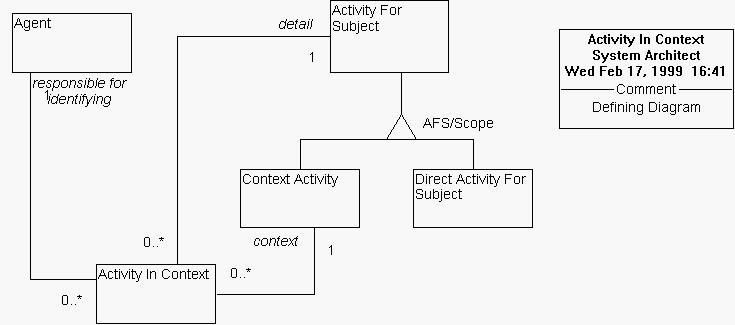 Agent
responsible for
identifying
1
detail
1
Activity For
Subject
AFS/Scope
Context Activity
Direct Activity For
Subject
context
1
0..*
0..*
0..*
Activity In Context
Activity In Context
System Architect
Wed Feb 17, 1999 16:41
Comment
Defining Diagram